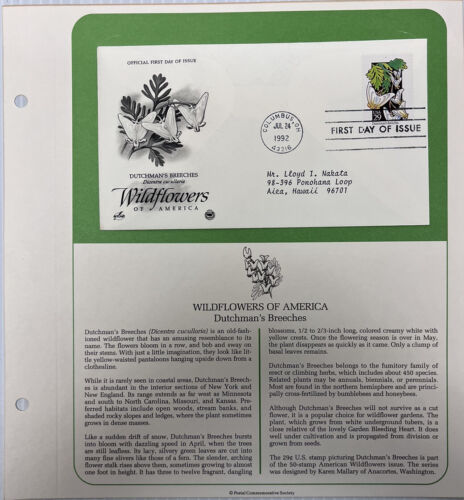 OFFICIAL FIRST DAY OF ISSUE
DUTCHMAN'S BREECHES
Dicentra cucullaria
Wildflowers
OF AMERICA
COLUMBUS, OH
JUL 24
1992
43216
FIRST DAY OF ISSUE
Mr. Lloyd I. Nakata
98-396 Ponohana Loop
Aiea, Hawaii 96701
WILDFLOWERS OF AMERICA
Dutchman's Breeches
Dutchman's Breeches (Dicentra cuculloria) is an old-fash-
ioned wildflower that has an amusing resemblance to its
name. The flowers bloom in a row, and bob and sway on
their stems. With just a little imagination, they look like lit-
tle yellow-waisted pantaloons hanging upside down from a
clothesline.
While it is rarely seen in coastal areas, Dutchman's Breech-
es is abundant in the interior sections of New York and
New England. Its range extends as far west as Minnesota
and south to North Carolina, Missouri, and Kansas. Pre-
ferred habitats include open woods, stream banks, and
shaded rocky slopes and ledges, where the plant sometimes
grows in dense masses.
Like a sudden drift of snow, Dutchman's Breeches bursts
into bloom with dazzling speed in April, when the trees
are still leafless. Its lacy, silvery green leaves are cut into
many fine slivers like those of a fern. The slender, arching
flower stalk rises above them, sometimes growing to almost
one foot in height. It has three to twelve fragrant, dangling
blossoms, 1/2 to 2/3-inch long, colored creamy white with
yellow crests. Once the flowering season is over in May,
the plant disappears as quickly as it came. Only a clump of
basal leaves remain.
Dutchman's Breeches belongs to the fumitory family of
erect or climbing herbs, which includes about 450 species.
Related plants may be annuals, biennials, or perennials.
Most are found in the northern hemisphere and are princi-
pally cross-fertilized by bumblebees and honeybees.
Although Dutchman's Breeches will not survive as a cut
flower, it is a popular choice for wildflower gardens. The
plant, which grows from white underground tubers, is a
close relative of the lovely Garden Bleeding Heart. It does
well under cultivation and is propagated from division or
grown from seeds.
The 29¢ U.S. stamp picturing Dutchman's Breeches is part
of the 50-stamp American Wildflowers issue. The series
was designed by Karen Mallary of Anacortes, Washington.
© Postal Commemorative Society